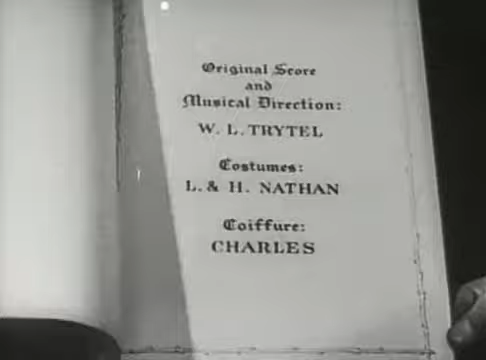 Original Score
and
Musical Direction:
W. L. TRYTEL
Costumes:
L. & H. NATHAN
Coiffure:
CHARLES